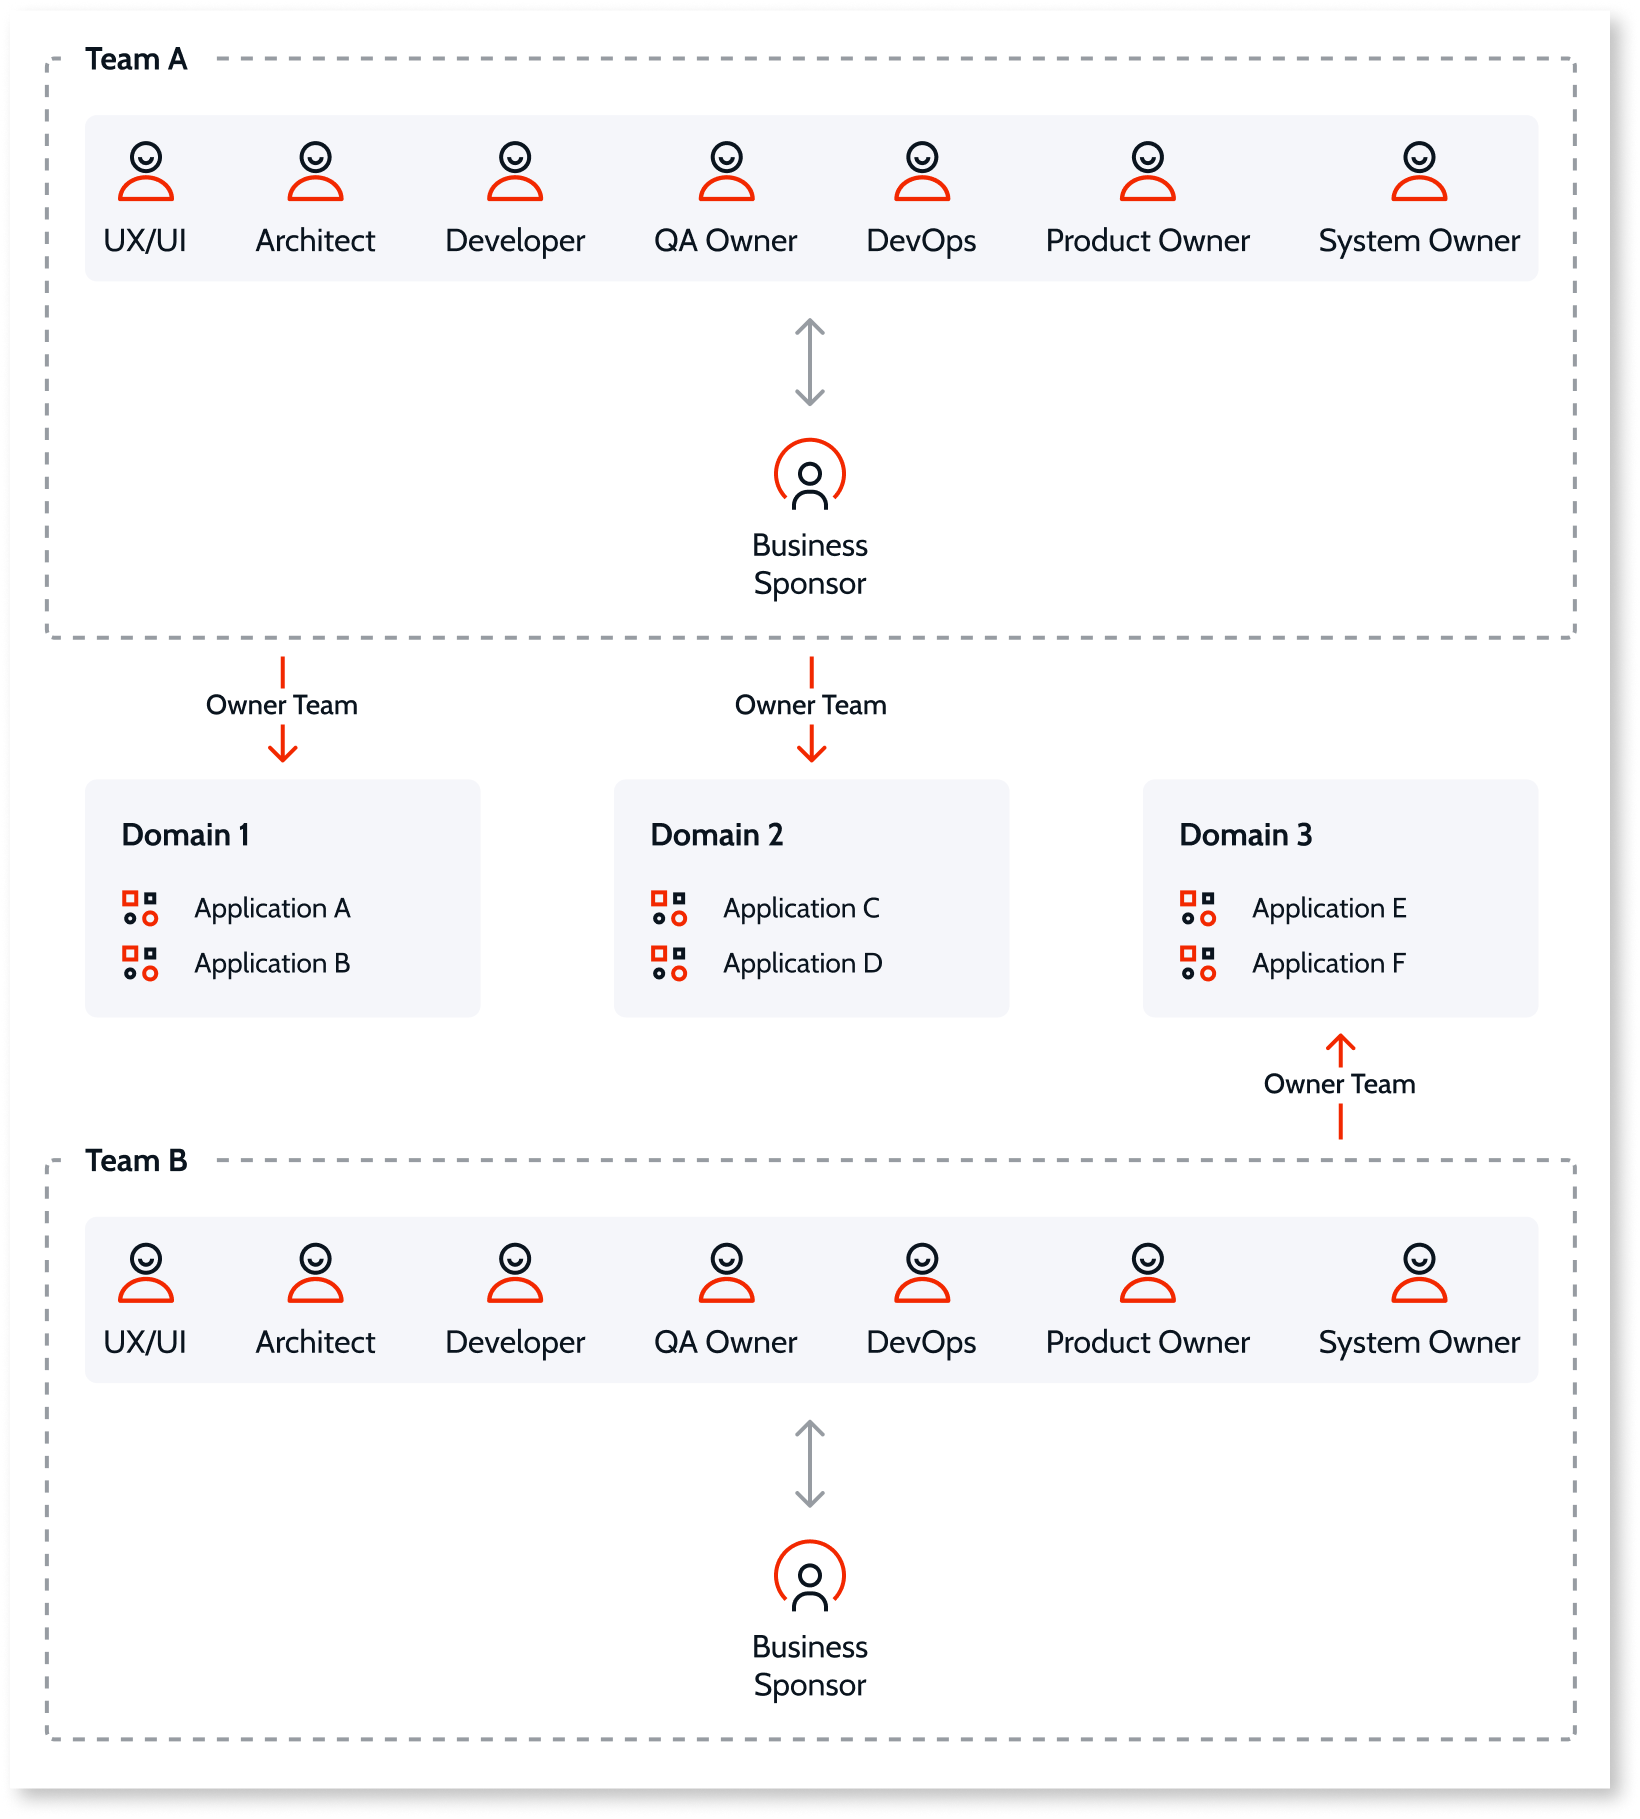 Team A
UX/UI
Architect
Developer
QA Owner
DevOps
Product Owner
System Owner
Business
Sponsor
Owner Team
Owner Team
Domain 1
Application A
Application B
Domain 2
Application C
Application D
Domain 3
Application E
Application F
Owner Team
Team B
UX/UI
Architect
Developer
QA Owner
DevOps
Product Owner
System Owner
Business
Sponsor